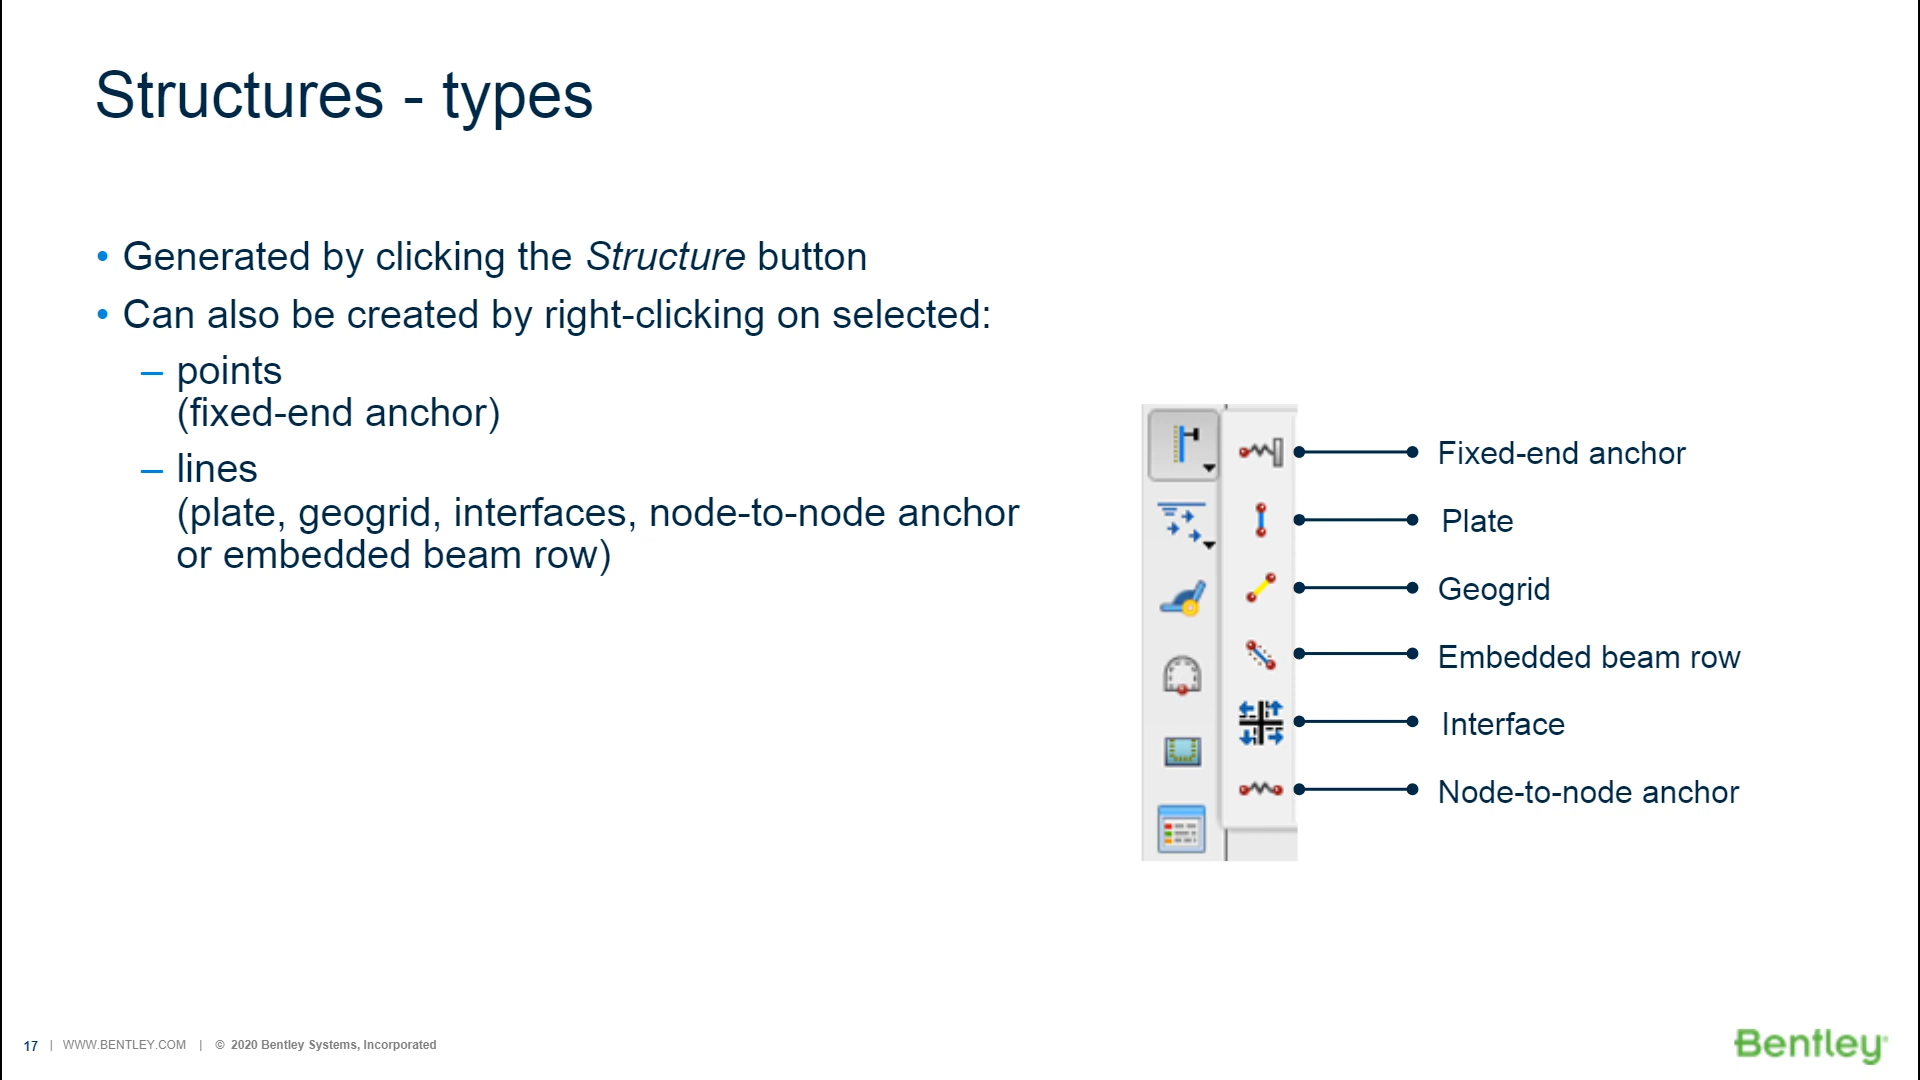 Structures - types
• Generated by clicking the Structure button
• Can also be created by right-clicking on selected:
– points
(fixed-end anchor)
– lines
(plate, geogrid, interfaces, node-to-node anchor
or embedded beam row)
Fixed-end anchor
Plate
Geogrid
Embedded beam row
Interface
Node-to-node anchor
17 | WWW.BENTLEY.COM | © 2020 Bentley Systems, Incorporated
Bentley